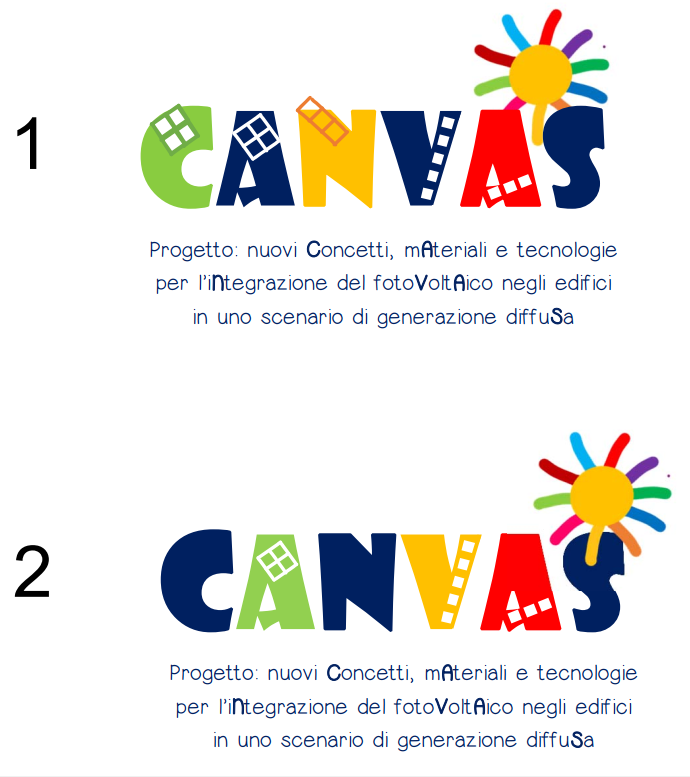 1
CANVAS
Progetto: nuovi Concetti, mAteriali e tecnologie
per l'iNtegrazione del fotoVoltAico negli edifici
in uno scenario di generazione diffuSa
2
CANVAS
Progetto: nuovi Concetti, mAteriali e tecnologie
per l'iNtegrazione del fotoVoltAico negli edifici
in uno scenario di generazione diffuSa